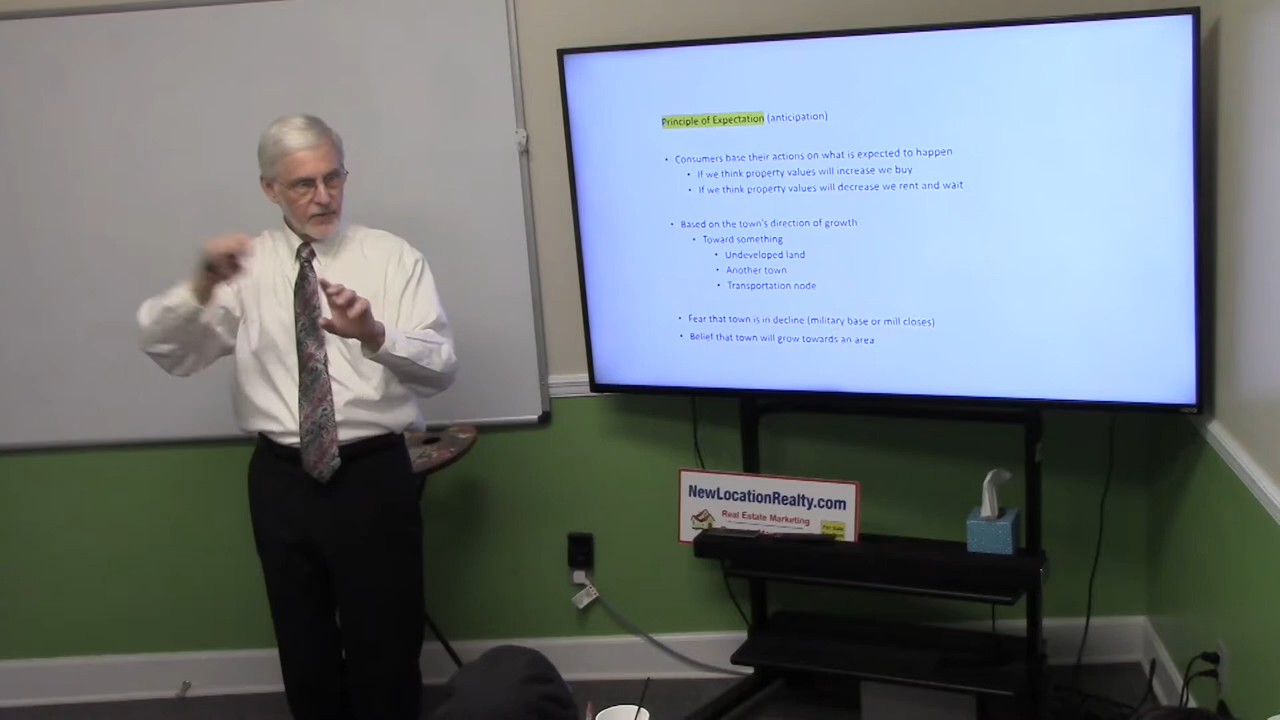 Principle of Expectation (anticipation)
• Consumers base their actions on what is expected to happen
• If we think property values will increase we buy
• If we think property values will decrease we rent and wait
• Based on the town's direction of growth
• Toward something
• Undeveloped land
• Another town
• Transportation node
• Fear that town is in decline (military base or mill closes)
• Belief that town will grow towards an area
NewLocationRealty.com
Real Estate Marketing
For Sale